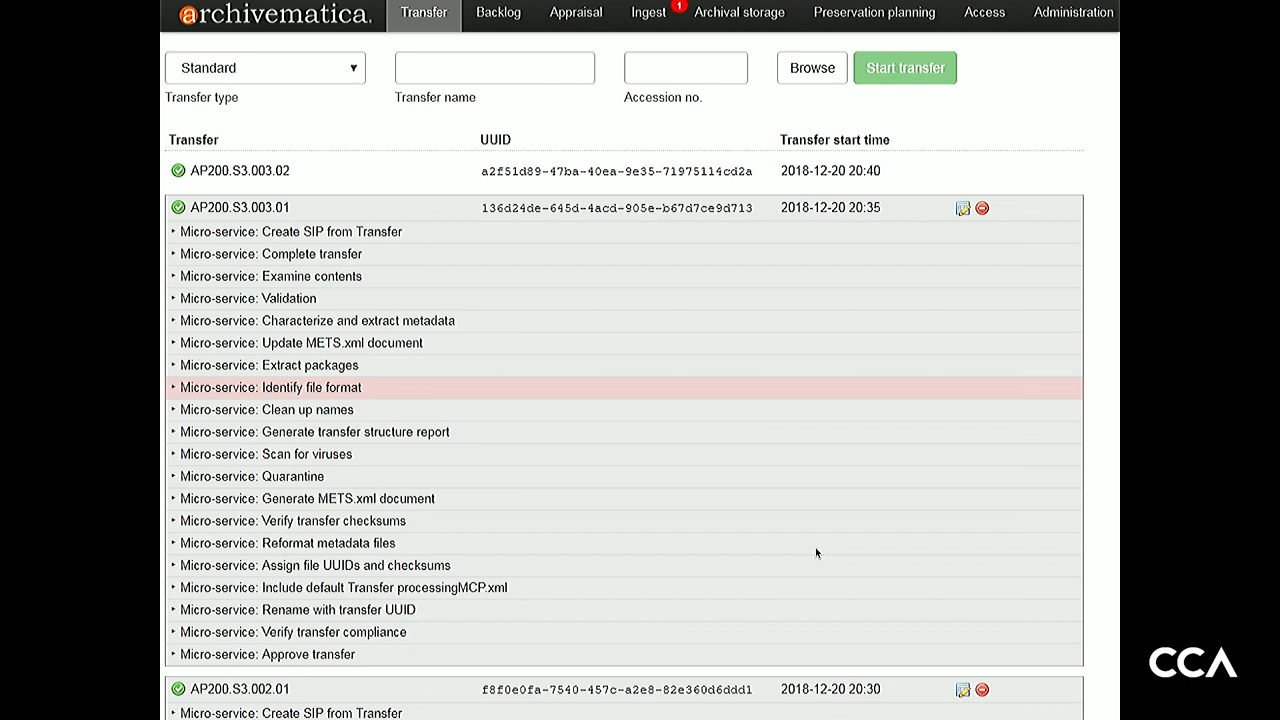 archivematica.
Transfer
Backlog
Appraisal
Ingest
1
Archival storage
Preservation planning
Access
Administration
Standard
Browse
Start transfer
Transfer type
Transfer name
Accession no.
Transfer
UUID
Transfer start time
AP200.S3.003.02
a2f51d89-47ba-40ea-9e35-71975114cd2a
2018-12-20 20:40
AP200.S3.003.01
136d24de-645d-4acd-905e-b67d7ce9d713
2018-12-20 20:35
Micro-service: Create SIP from Transfer
Micro-service: Complete transfer
Micro-service: Examine contents
Micro-service: Validation
Micro-service: Characterize and extract metadata
Micro-service: Update METS.xml document
Micro-service: Extract packages
Micro-service: Identify file format
Micro-service: Clean up names
Micro-service: Generate transfer structure report
Micro-service: Scan for viruses
Micro-service: Quarantine
Micro-service: Generate METS.xml document
Micro-service: Verify transfer checksums
Micro-service: Reformat metadata files
Micro-service: Assign file UUIDs and checksums
Micro-service: Include default Transfer processingMCP.xml
Micro-service: Rename with transfer UUID
Micro-service: Verify transfer compliance
Micro-service: Approve transfer
AP200.S3.002.01
f8f0e0fa-7540-457c-a2e8-82e360d6ddd1
2018-12-20 20:30
Micro-service: Create SIP from Transfer
CCA